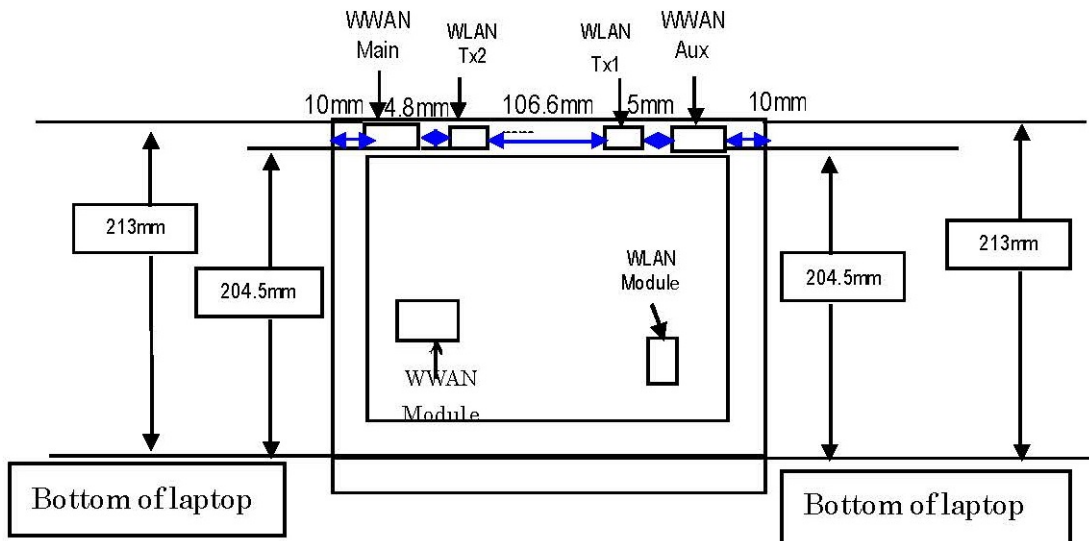 WWAN
Main
WLAN
Tx2
WLAN
Tx1
WWAN
Aux
10mm
4.8mm
106.6mm
5mm
10mm
213mm
204.5mm
WLAN
Module
WWAN
Module
204.5mm
213mm
Bottom of laptop
Bottom of laptop